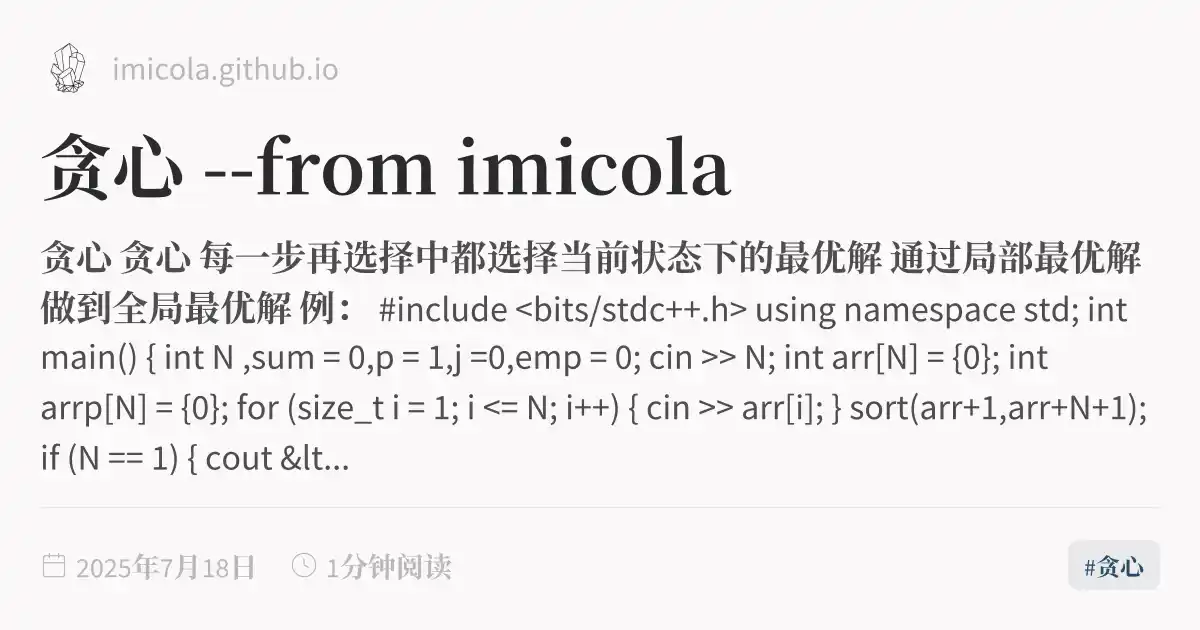 imicola.github.io
贪心 --from imicola
贪心 贪心 每一步再选择中都选择当前状态下的最优解 通过局部最优解
做到全局最优解 例： #include <bits/stdc++.h> using namespace std; int
main() { int N ,sum = 0,p = 1,j =0,emp = 0; cin >> N; int arr[N] = {0}; int
arrp[N] = {0}; for (size_t i = 1; i <= N; i++) { cin >> arr[i]; } sort(arr+1,arr+N+1);
if (N == 1) { cout &lt...
2025年7月18日 1分钟阅读 #贪心